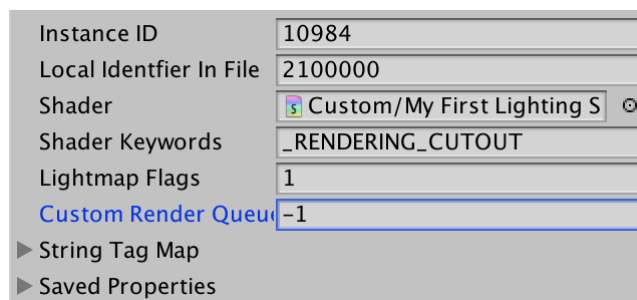 Instance ID 10984
Local Identfier In File 2100000
Shader Custom/My First Lighting S
Shader Keywords _RENDERING_CUTOUT
Lightmap Flags 1
Custom Render Queue -1
String Tag Map
Saved Properties